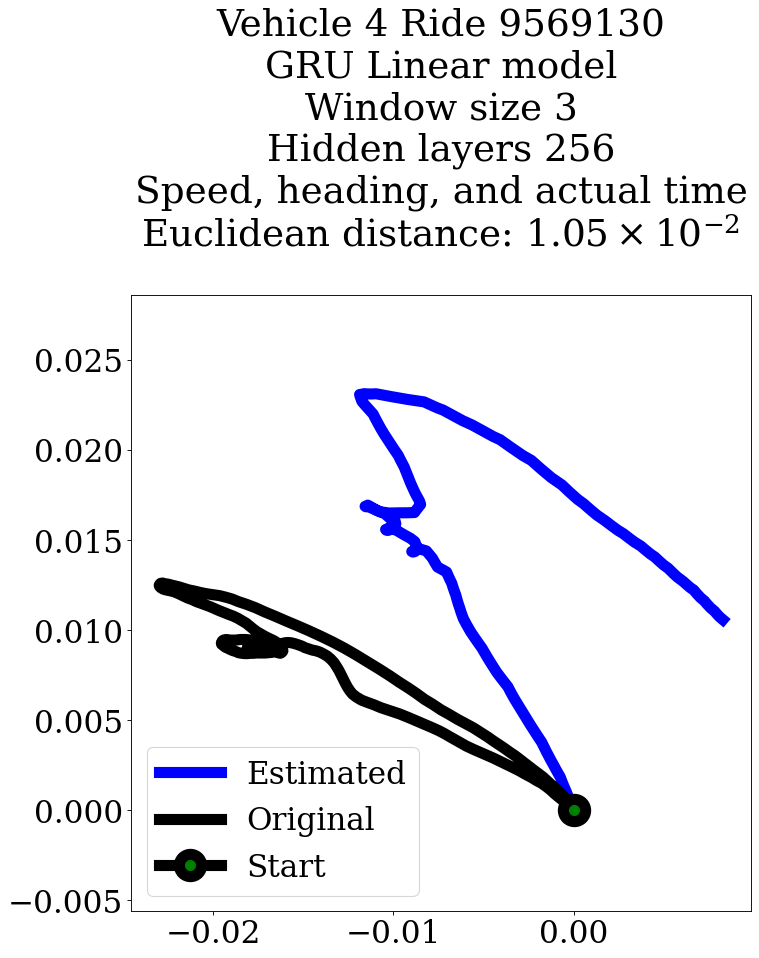 Vehicle 4 Ride 9569130
GRU Linear model
Window size 3
Hidden layers 256
Speed, heading, and actual time
Euclidean distance: 1.05 × 10⁻²
0.025
0.020
0.015
0.010
0.005
0.000
−0.005
Estimated
Original
Start
−0.02 −0.01 0.00